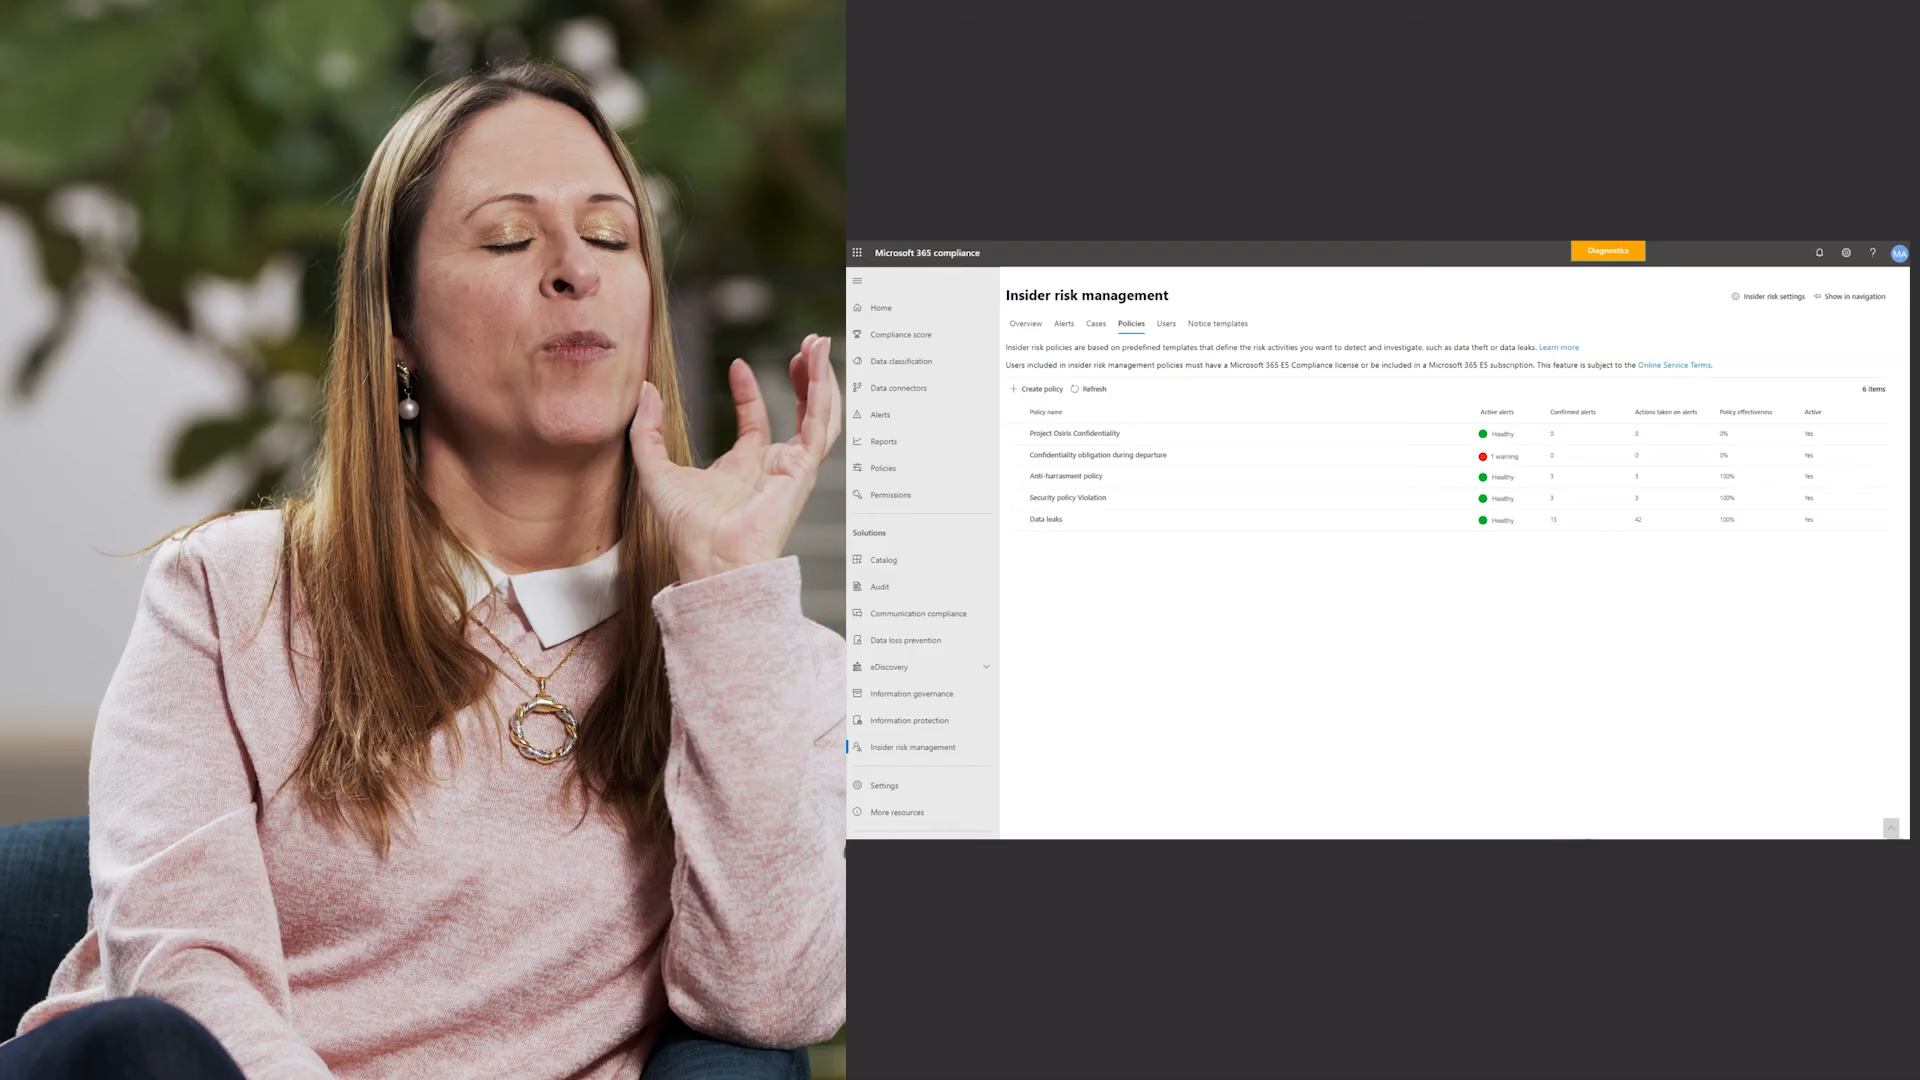 Microsoft 365 compliance
Diagnostics
?
MA
Home
Compliance score
Data classification
Data connectors
Alerts
Reports
Policies
Permissions
Solutions
Catalog
Audit
Communication compliance
Data loss prevention
eDiscovery
Information governance
Information protection
Insider risk management
Settings
More resources
Insider risk management
Insider risk settings Show in navigation
Overview Alerts Cases Policies Users Notice templates
Insider risk policies are based on predefined templates that define the risk activities you want to detect and investigate, such as data theft or data leaks. Learn more
Users included in insider risk management policies must have a Microsoft 365 E5 Compliance license or be included in a Microsoft 365 E5 subscription. This feature is subject to the Online Service Terms.
Create policy Refresh 6 items
Policy name Active alerts Confirmed alerts Actions taken on alerts Policy effectiveness Active
Project Osiris Confidentiality Healthy 0 0 0% Yes
Confidentiality obligation during departure 1 warning 0 0 0% Yes
Anti-harrasment policy Healthy 3 3 100% Yes
Security policy Violation Healthy 3 3 100% Yes
Data leaks Healthy 15 42 100% Yes